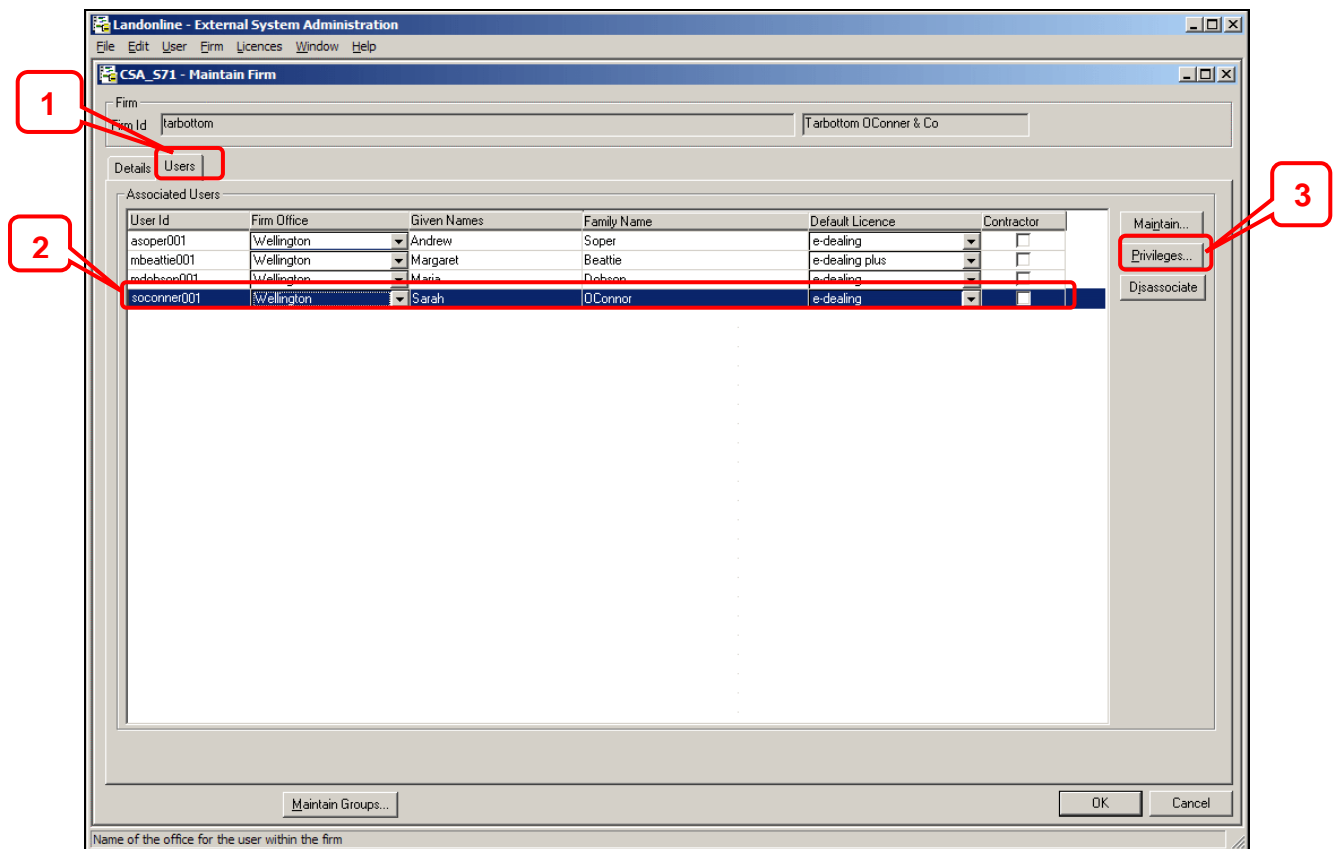 Landonline - External System Administration
File Edit User Firm Licences Window Help
CSA_S71 - Maintain Firm
1
Firm
Firm Id tarbottom Tarbottom OConner & Co
Details Users
3
Associated Users
User Id Firm Office Given Names Family Name Default Licence Contractor Maintain...
2
asoper001 Wellington Andrew Soper e-dealing
mbeattie001 Wellington Margaret Beattie e-dealing plus Privileges...
mdobson001 Wellington Maria Dobson e-dealing
soconner001 Wellington Sarah OConnor e-dealing Disassociate
Maintain Groups... OK Cancel
Name of the office for the user within the firm